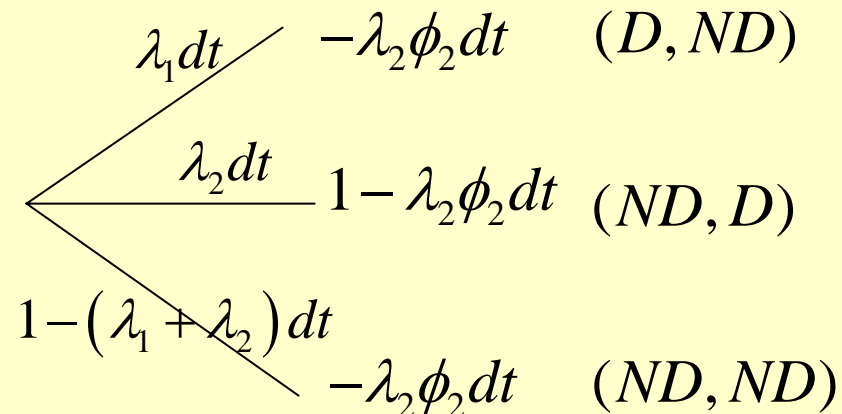 λ₁dt −λ₂ϕ₂dt (D, ND)
λ₂dt 1 − λ₂ϕ₂dt (ND, D)
1 − (λ₁ + λ₂)dt
−λ₂ϕ₂dt (ND, ND)